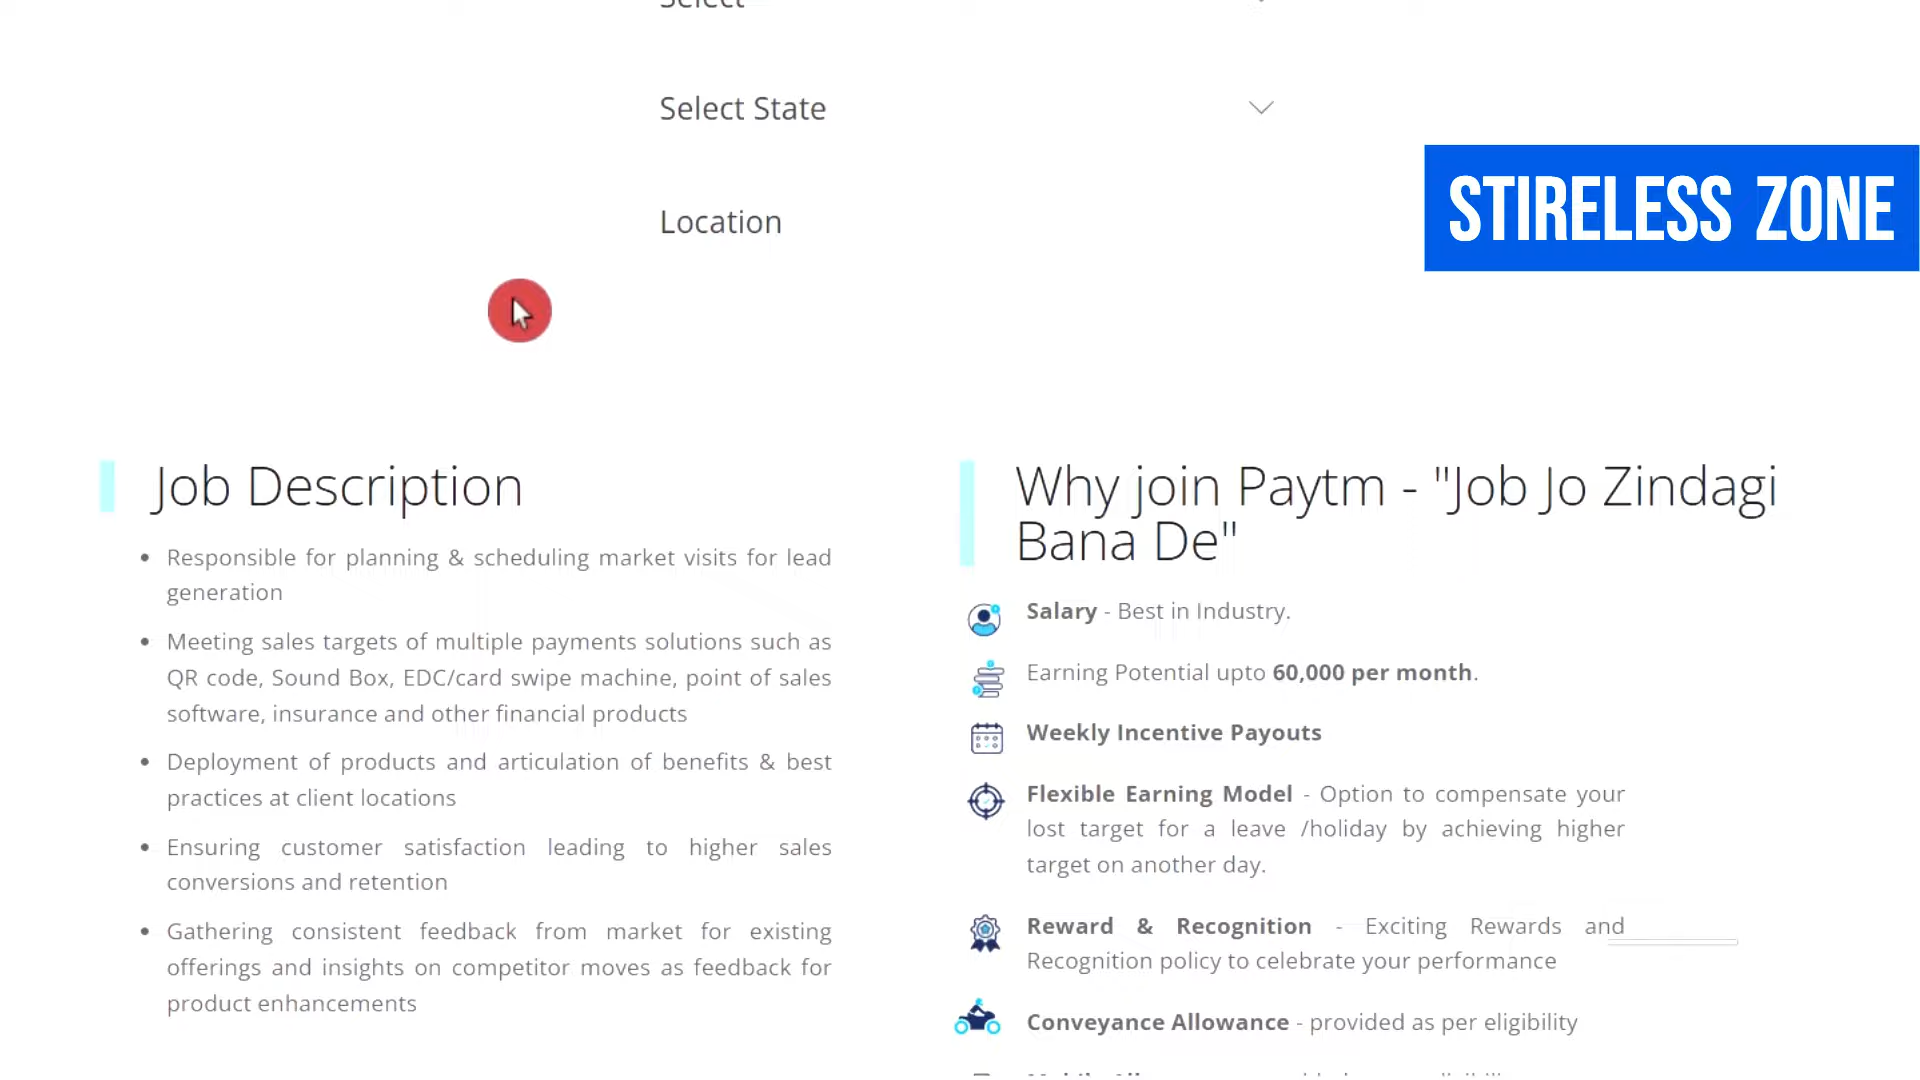 Select
Select State
Location
STIRELESS ZONE
Job Description
Responsible for planning & scheduling market visits for lead
generation
Meeting sales targets of multiple payments solutions such as
QR code, Sound Box, EDC/card swipe machine, point of sales
software, insurance and other financial products
Deployment of products and articulation of benefits & best
practices at client locations
Ensuring customer satisfaction leading to higher sales
conversions and retention
Gathering consistent feedback from market for existing
offerings and insights on competitor moves as feedback for
product enhancements
Why join Paytm - "Job Jo Zindagi
Bana De"
Salary - Best in Industry.
Earning Potential upto 60,000 per month.
Weekly Incentive Payouts
Flexible Earning Model - Option to compensate your
lost target for a leave /holiday by achieving higher
target on another day.
Reward & Recognition - Exciting Rewards and
Recognition policy to celebrate your performance
Conveyance Allowance - provided as per eligibility